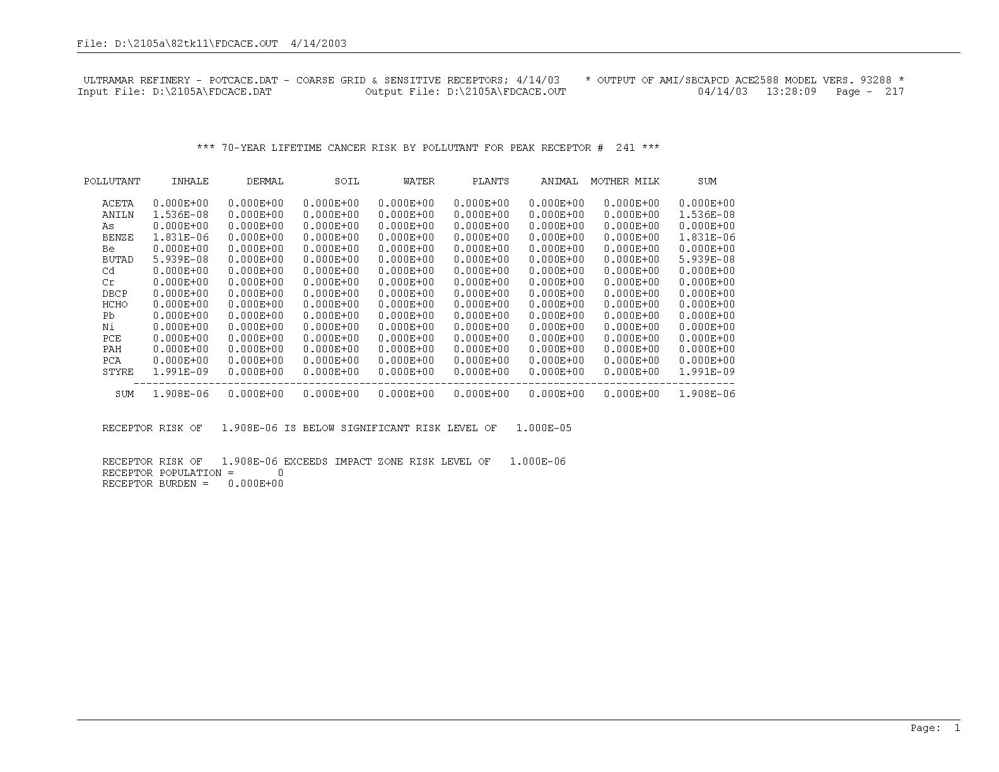 File: D:\2105a\82tk11\FDCACE.OUT  4/14/2003
ULTRAMAR REFINERY - POTCACE.DAT - COARSE GRID & SENSITIVE RECEPTORS; 4/14/03    * OUTPUT OF AMI/SBCAPCD ACE2588 MODEL VERS. 93288 *
Input File: D:\2105A\FDCACE.DAT               Output File: D:\2105A\FDCACE.OUT                     04/14/03   13:28:09   Page -  217
*** 70-YEAR LIFETIME CANCER RISK BY POLLUTANT FOR PEAK RECEPTOR #  241 ***
POLLUTANT     INHALE      DERMAL        SOIL       WATER      PLANTS     ANIMAL  MOTHER MILK      SUM
ACETA   0.000E+00   0.000E+00   0.000E+00   0.000E+00   0.000E+00   0.000E+00   0.000E+00   0.000E+00
ANILN   1.536E-08   0.000E+00   0.000E+00   0.000E+00   0.000E+00   0.000E+00   0.000E+00   1.536E-08
As      0.000E+00   0.000E+00   0.000E+00   0.000E+00   0.000E+00   0.000E+00   0.000E+00   0.000E+00
BENZE   1.831E-06   0.000E+00   0.000E+00   0.000E+00   0.000E+00   0.000E+00   0.000E+00   1.831E-06
Be      0.000E+00   0.000E+00   0.000E+00   0.000E+00   0.000E+00   0.000E+00   0.000E+00   0.000E+00
BUTAD   5.939E-08   0.000E+00   0.000E+00   0.000E+00   0.000E+00   0.000E+00   0.000E+00   5.939E-08
Cd      0.000E+00   0.000E+00   0.000E+00   0.000E+00   0.000E+00   0.000E+00   0.000E+00   0.000E+00
Cr      0.000E+00   0.000E+00   0.000E+00   0.000E+00   0.000E+00   0.000E+00   0.000E+00   0.000E+00
DBCP    0.000E+00   0.000E+00   0.000E+00   0.000E+00   0.000E+00   0.000E+00   0.000E+00   0.000E+00
HCHO    0.000E+00   0.000E+00   0.000E+00   0.000E+00   0.000E+00   0.000E+00   0.000E+00   0.000E+00
Pb      0.000E+00   0.000E+00   0.000E+00   0.000E+00   0.000E+00   0.000E+00   0.000E+00   0.000E+00
Ni      0.000E+00   0.000E+00   0.000E+00   0.000E+00   0.000E+00   0.000E+00   0.000E+00   0.000E+00
PCE     0.000E+00   0.000E+00   0.000E+00   0.000E+00   0.000E+00   0.000E+00   0.000E+00   0.000E+00
PAH     0.000E+00   0.000E+00   0.000E+00   0.000E+00   0.000E+00   0.000E+00   0.000E+00   0.000E+00
PCA     0.000E+00   0.000E+00   0.000E+00   0.000E+00   0.000E+00   0.000E+00   0.000E+00   0.000E+00
STYRE   1.991E-09   0.000E+00   0.000E+00   0.000E+00   0.000E+00   0.000E+00   0.000E+00   1.991E-09
------------------------------------------------------------------------------------------------
SUM   1.908E-06   0.000E+00   0.000E+00   0.000E+00   0.000E+00   0.000E+00   0.000E+00   1.908E-06
RECEPTOR RISK OF   1.908E-06 IS BELOW SIGNIFICANT RISK LEVEL OF   1.000E-05
RECEPTOR RISK OF   1.908E-06 EXCEEDS IMPACT ZONE RISK LEVEL OF   1.000E-06
RECEPTOR POPULATION =       0
RECEPTOR BURDEN =   0.000E+00
Page:  1